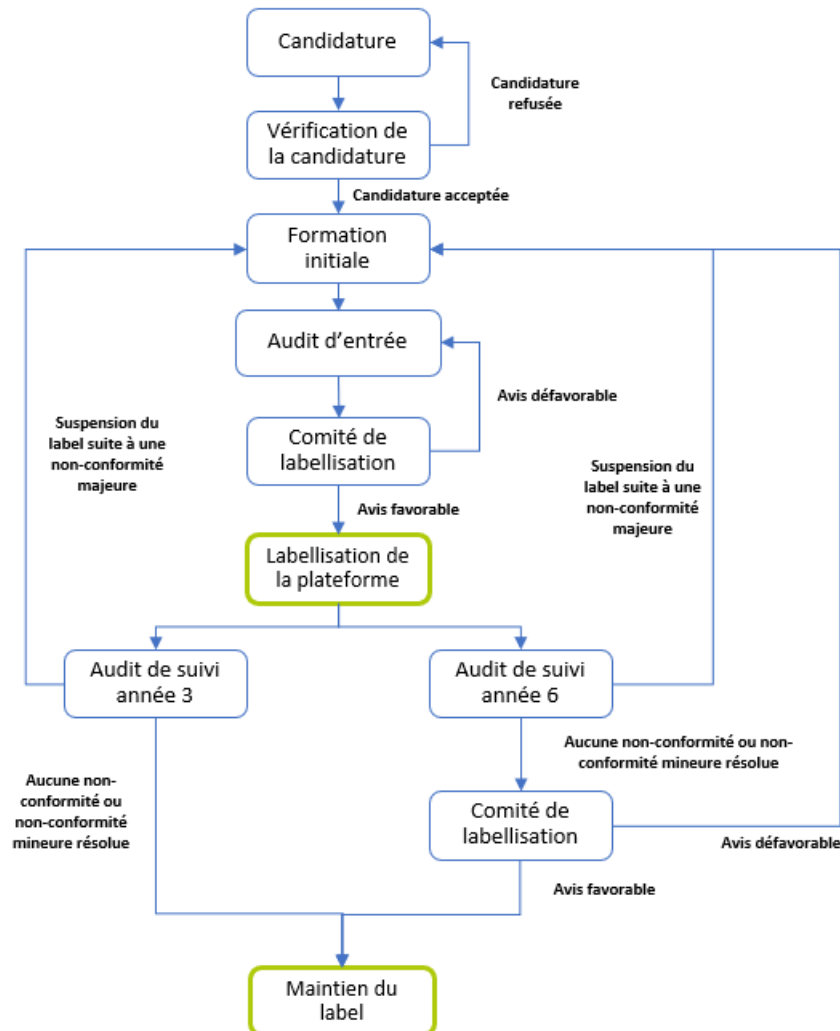 Candidature
Candidature
refusée
Vérification de
la candidature
Candidature acceptée
Formation
initiale
Audit d'entrée
Avis défavorable
Suspension du
label suite à une
non-conformité
majeure
Comité de
labellisation
Suspension du
label suite à une
non-conformité
majeure
Avis favorable
Labellisation de
la plateforme
Audit de suivi
année 3
Audit de suivi
année 6
Aucune non-
conformité ou
non-conformité
mineure résolue
Aucune non-conformité ou non-
conformité mineure résolue
Comité de
labellisation
Avis défavorable
Avis favorable
Maintien du
label